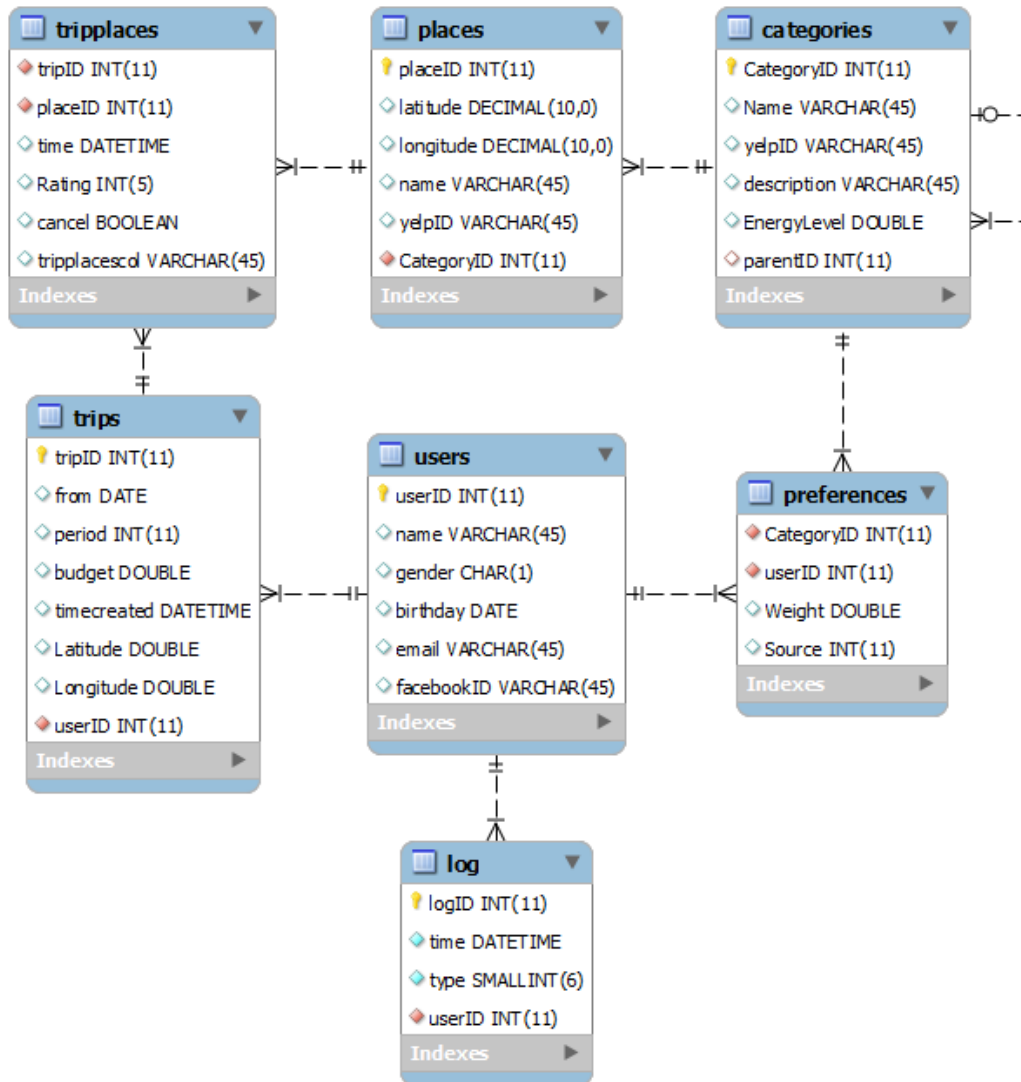 tripplaces
tripID INT(11)
placeID INT(11)
time DATETIME
Rating INT(5)
cancel BOOLEAN
tripplacescol VARCHAR(45)
Indexes
places
placeID INT(11)
latitude DECIMAL(10,0)
longitude DECIMAL(10,0)
name VARCHAR(45)
yelpID VARCHAR(45)
CategoryID INT(11)
Indexes
categories
CategoryID INT(11)
Name VARCHAR(45)
yelpID VARCHAR(45)
description VARCHAR(45)
EnergyLevel DOUBLE
parentID INT(11)
Indexes
trips
tripID INT(11)
from DATE
period INT(11)
budget DOUBLE
timecreated DATETIME
Latitude DOUBLE
Longitude DOUBLE
userID INT(11)
Indexes
users
userID INT(11)
name VARCHAR(45)
gender CHAR(1)
birthday DATE
email VARCHAR(45)
facebookID VARCHAR(45)
Indexes
preferences
CategoryID INT(11)
userID INT(11)
Weight DOUBLE
Source INT(11)
Indexes
log
logID INT(11)
time DATETIME
type SMALLINT(6)
userID INT(11)
Indexes